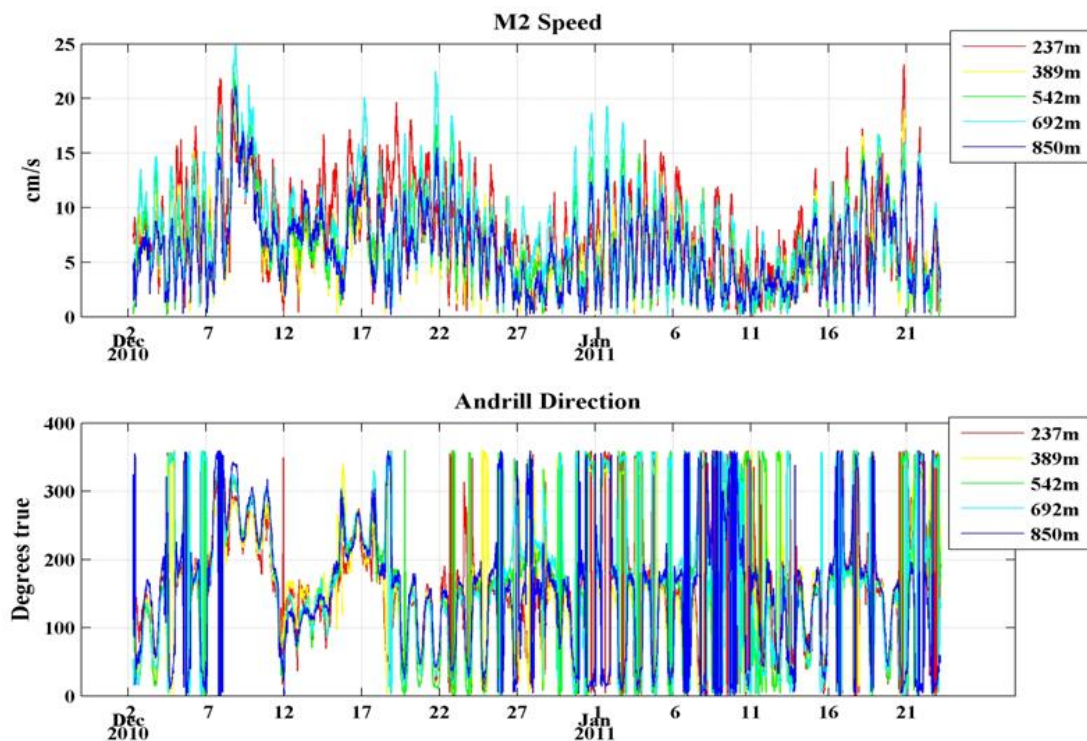 M2 Speed
25
20
15
10
5
0
cm/s
237m
389m
542m
692m
850m
2 7 12 17 22 27 1 6 11 16 21
Dec Jan
2010 2011
Andrill Direction
400
300
200
100
0
Degrees true
237m
389m
542m
692m
850m
2 7 12 17 22 27 1 6 11 16 21
Dec Jan
2010 2011